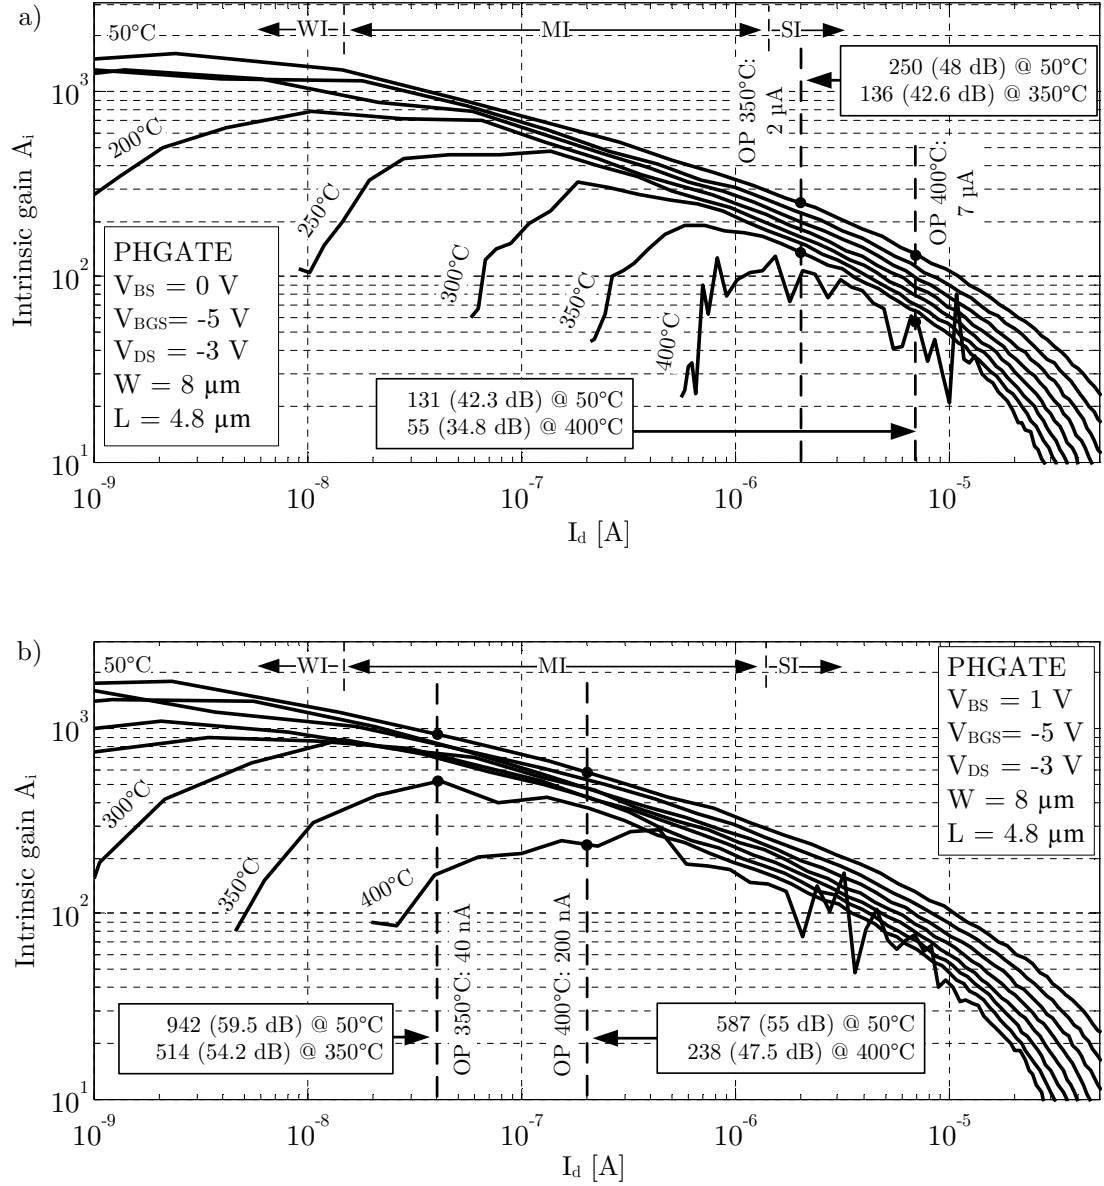 a)
50°C
WI
MI
SI
250 (48 dB) @ 50°C
136 (42.6 dB) @ 350°C
OP 350°C:
2 µA
OP 400°C:
7 µA
200°C
250°C
300°C
350°C
400°C
PHGATE
V_BS = 0 V
V_BGS= -5 V
V_DS = -3 V
W = 8 µm
L = 4.8 µm
131 (42.3 dB) @ 50°C
55 (34.8 dB) @ 400°C
Intrinsic gain A_i
10^3
10^2
10^1
10^-9
10^-8
10^-7
10^-6
10^-5
I_d [A]
b)
50°C
WI
MI
SI
PHGATE
V_BS = 1 V
V_BGS= -5 V
V_DS = -3 V
W = 8 µm
L = 4.8 µm
300°C
350°C
400°C
OP 350°C: 40 nA
OP 400°C: 200 nA
942 (59.5 dB) @ 50°C
514 (54.2 dB) @ 350°C
587 (55 dB) @ 50°C
238 (47.5 dB) @ 400°C
Intrinsic gain A_i
10^3
10^2
10^1
10^-9
10^-8
10^-7
10^-6
10^-5
I_d [A]